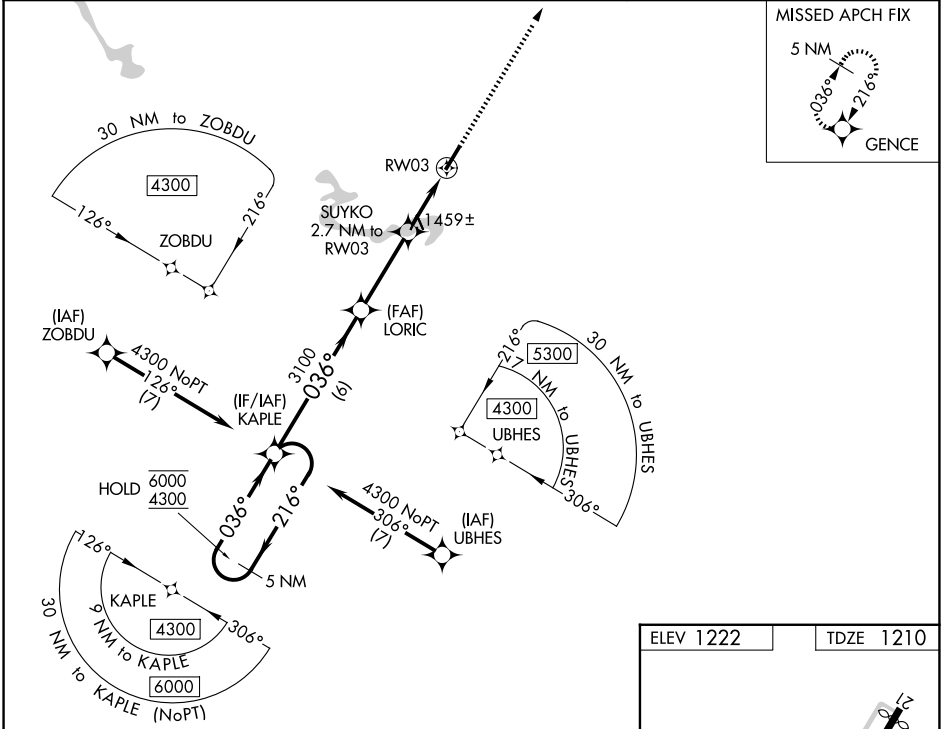 MISSED APCH FIX
5 NM
036°
216°
GENCE
30 NM to ZOBDU
4300
126°
216°
ZOBDU
RW03
SUYKO
2.7 NM to
RW03
1459±
(FAF)
LORIC
(IAF)
ZOBDU
4300 NoPT
126°
(7)
3100
036°
(6)
(IF/IAF)
KAPLE
HOLD 6000
4300
036°
216°
5 NM
216°
5300
30 NM to UBHES
17 NM to UBHES
4300
UBHES
306°
4300 NoPT
306°
(7)
(IAF)
UBHES
126°
KAPLE
306°
4300
9 NM to KAPLE
6000
30 NM to KAPLE (NoPT)
ELEV 1222
TDZE 1210
21